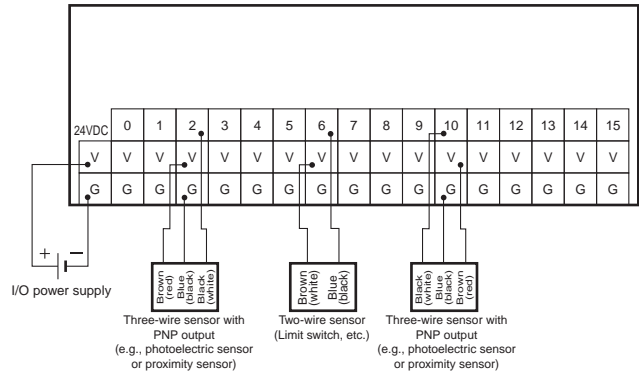 24VDC 0 1 2 3 4 5 6 7 8 9 10 11 12 13 14 15
V V V V V V V V V V V V V V V V V
G G G G G G G G G G G G G G G G G
+ −
I/O power supply
Brown (red)
Blue (black)
Black (white)
Three-wire sensor with
PNP output
(e.g., photoelectric sensor
or proximity sensor)
Brown (white)
Blue (black)
Two-wire sensor
(Limit switch, etc.)
Black (white)
Blue (black)
Brown (red)
Three-wire sensor with
PNP output
(e.g., photoelectric sensor
or proximity sensor)